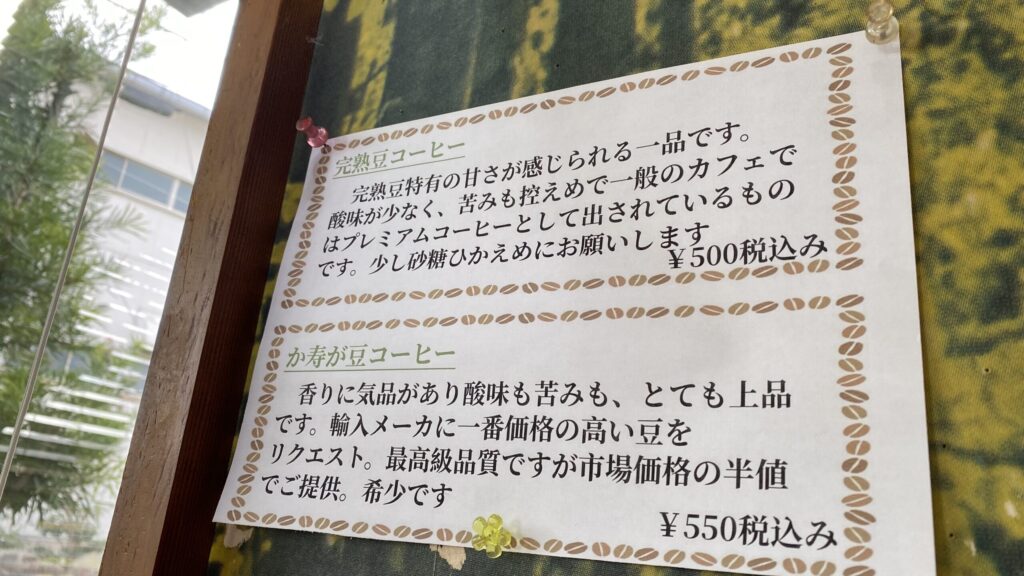 完熟豆コーヒー
完熟豆特有の甘さが感じられる一品です。
酸味が少なく、苦みも控えめで一般のカフェで
はプレミアムコーヒーとして出されているもの
です。少し砂糖ひかえめにお願いします
￥500税込み
か寿が豆コーヒー
香りに気品があり酸味も苦みも、とても上品
です。輸入メーカに一番価格の高い豆を
リクエスト。最高級品質ですが市場価格の半値
でご提供。希少です
￥550税込み